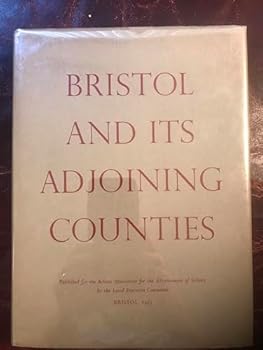 BRISTOL
AND ITS
ADJOINING
COUNTIES
Published for the British Association for the Advancement of Science
by the Local Executive Committee
BRISTOL, 1955